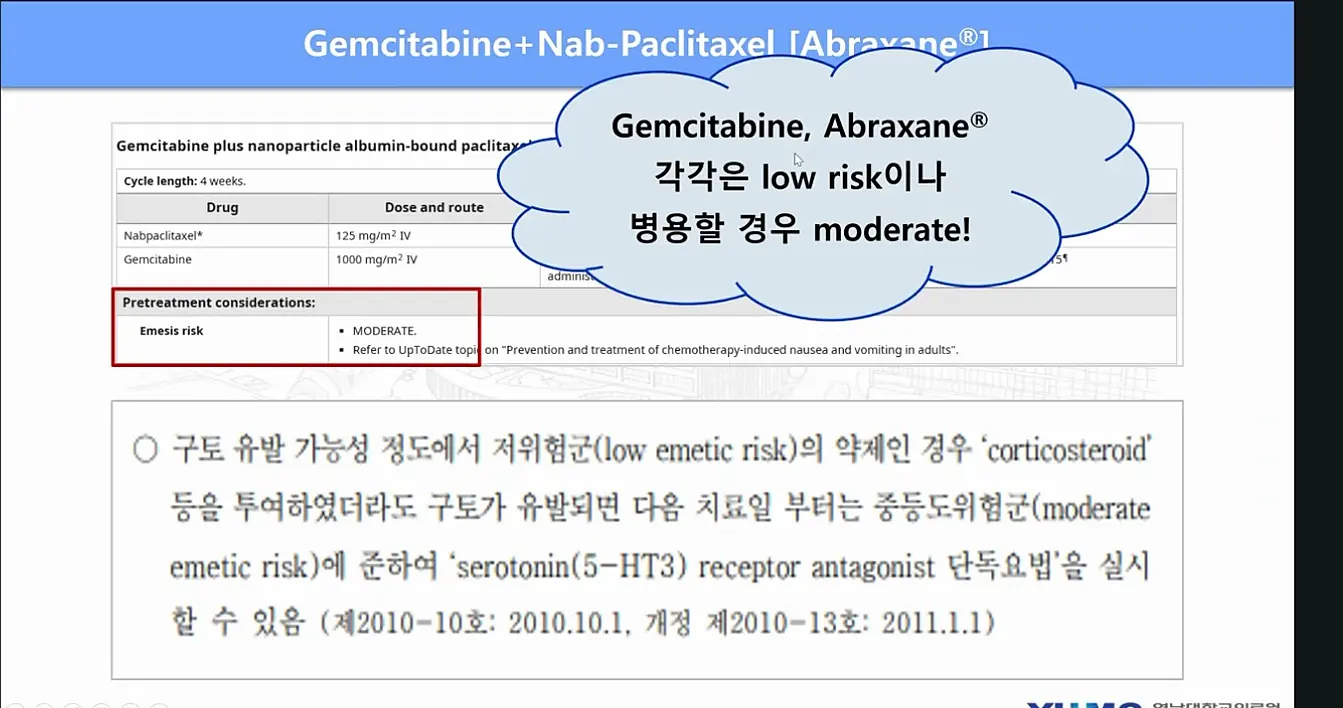 Gemcitabine+Nab-Paclitaxel [Abraxane®]
Gemcitabine, Abraxane®
각각은 low risk이나
병용할 경우 moderate!
Gemcitabine plus nanoparticle albumin-bound
Cycle length: 4 weeks.
Drug Dose and route
Nabpaclitaxel* 125 mg/m² IV
Gemcitabine 1000 mg/m² IV
Pretreatment considerations:
Emesis risk ▪ MODERATE.
▪ Refer to UpToDate topic on "Prevention and treatment of chemotherapy-induced nausea and vomiting in adults".
○ 구토 유발 가능성 정도에서 저위험군(low emetic risk)의 약제인 경우 ‘corticosteroid’
등을 투여하였더라도 구토가 유발되면 다음 치료일 부터는 중등도위험군(moderate
emetic risk)에 준하여 ‘serotonin(5-HT3) receptor antagonist 단독요법’을 실시
할 수 있음 (제2010-10호: 2010.10.1, 개정 제2010-13호: 2011.1.1)